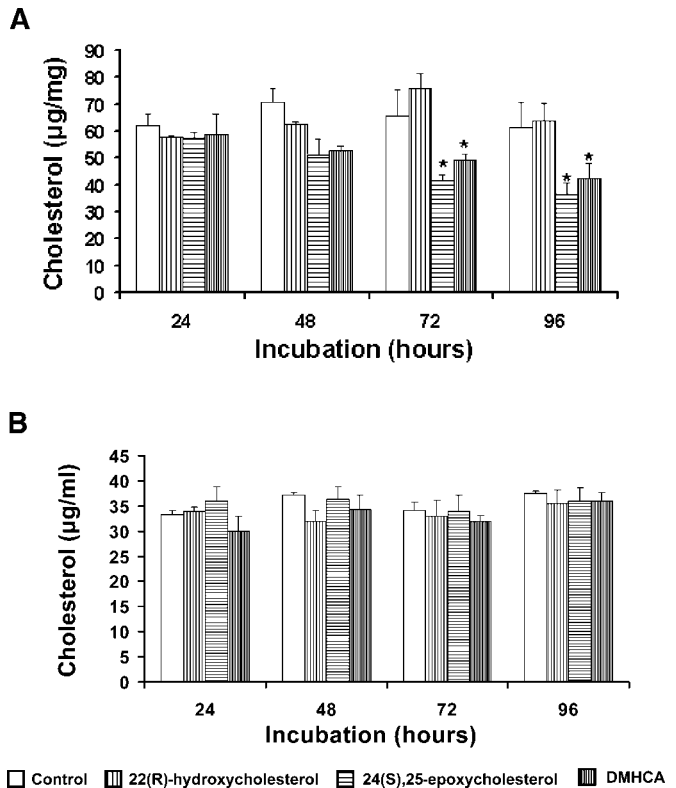 A
Cholesterol (µg/mg)
90
80
70
60
50
40
30
20
10
0
* * * *
24 48 72 96
Incubation (hours)
B
Cholesterol (µg/ml)
45
40
35
30
25
20
15
10
5
0
24 48 72 96
Incubation (hours)
Control 22(R)-hydroxycholesterol 24(S),25-epoxycholesterol DMHCA